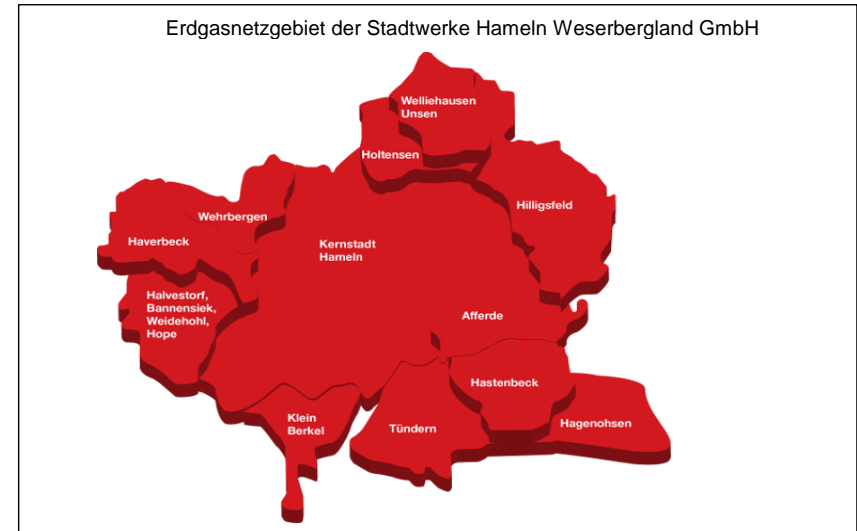 Erdgasnetzgebiet der Stadtwerke Hameln Weserbergland GmbH
Welliehausen
Unsen
Holtensen
Hilligsfeld
Wehrbergen
Haverbeck
Kernstadt
Hameln
Halvestorf,
Bannensiek,
Weidehohl,
Hope
Afferde
Hastenbeck
Klein
Berkel
Tündern
Hagenohsen